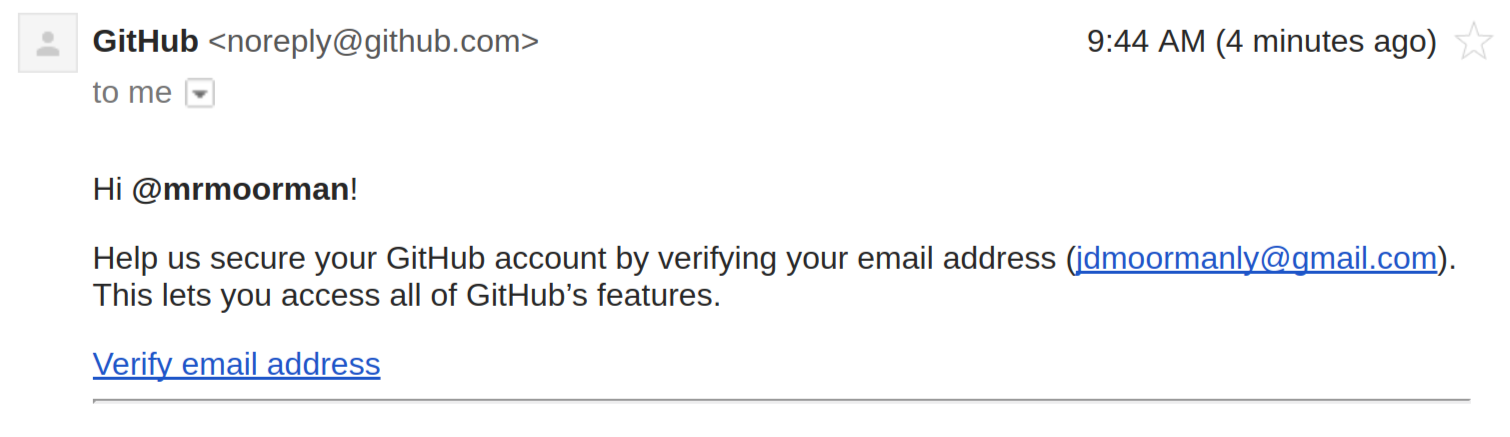 GitHub <noreply@github.com> 9:44 AM (4 minutes ago)
to me
Hi @mrmoorman!
Help us secure your GitHub account by verifying your email address (jdmoormanly@gmail.com).
This lets you access all of GitHub’s features.
Verify email address